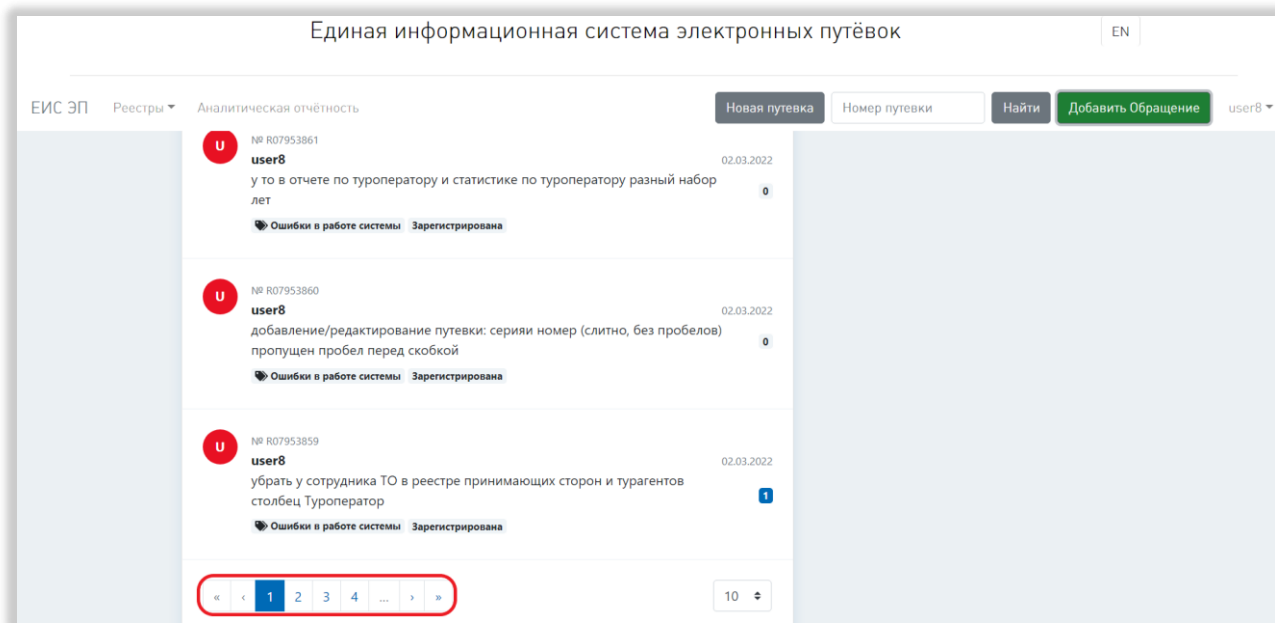 Единая информационная система электронных путёвок
EN
ЕИС ЭП Реестры Аналитическая отчётность Новая путевка Номер путевки Найти Добавить Обращение user8
U
№ R07953861
user8
02.03.2022
у то в отчете по туроператору и статистике по туроператору разный набор
лет
0
Ошибки в работе системы Зарегистрирована
U
№ R07953860
user8
02.03.2022
добавление/редактирование путевки: серияи номер (слитно, без пробелов)
пропущен пробел перед скобкой
0
Ошибки в работе системы Зарегистрирована
U
№ R07953859
user8
02.03.2022
убрать у сотрудника ТО в реестре принимающих сторон и турагентов
столбец Туроператор
1
Ошибки в работе системы Зарегистрирована
« ‹ 1 2 3 4 ... › » 10